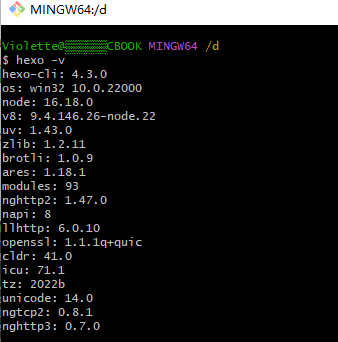 MINGW64:/d
Violette@▒▒▒▒▒▒CBOOK MINGW64 /d
$ hexo -v
hexo-cli: 4.3.0
os: win32 10.0.22000
node: 16.18.0
v8: 9.4.146.26-node.22
uv: 1.43.0
zlib: 1.2.11
brotli: 1.0.9
ares: 1.18.1
modules: 93
nghttp2: 1.47.0
napi: 8
llhttp: 6.0.10
openssl: 1.1.1q+quic
cldr: 41.0
icu: 71.1
tz: 2022b
unicode: 14.0
ngtcp2: 0.8.1
nghttp3: 0.7.0